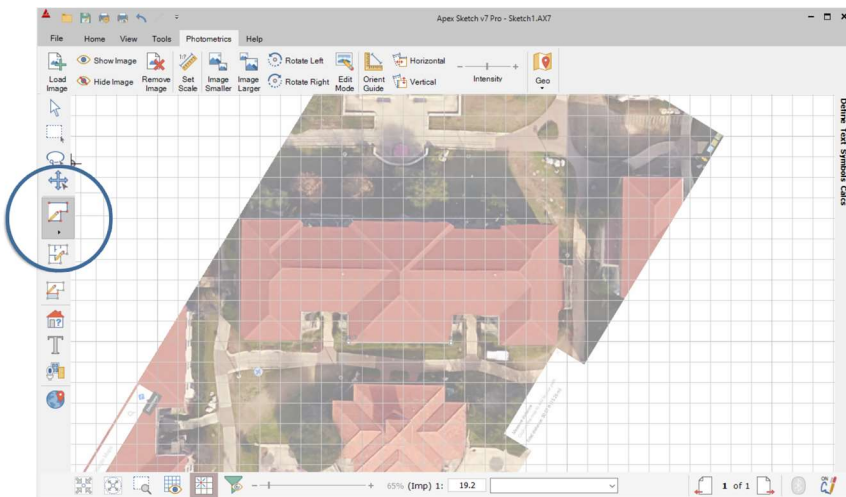 Apex Sketch v7 Pro - Sketch1.AX7
File Home View Tools Photometrics Help
Load Image
Show Image
Hide Image
Remove Image
1:?
Set Scale
Image Smaller
Image Larger
Rotate Left
Rotate Right
Edit Mode
Orient Guide
Horizontal
Vertical
- +
Intensity
Geo
Define Text Symbols Calcs
- + 65% (Imp) 1: 19.2
1 of 1
ON